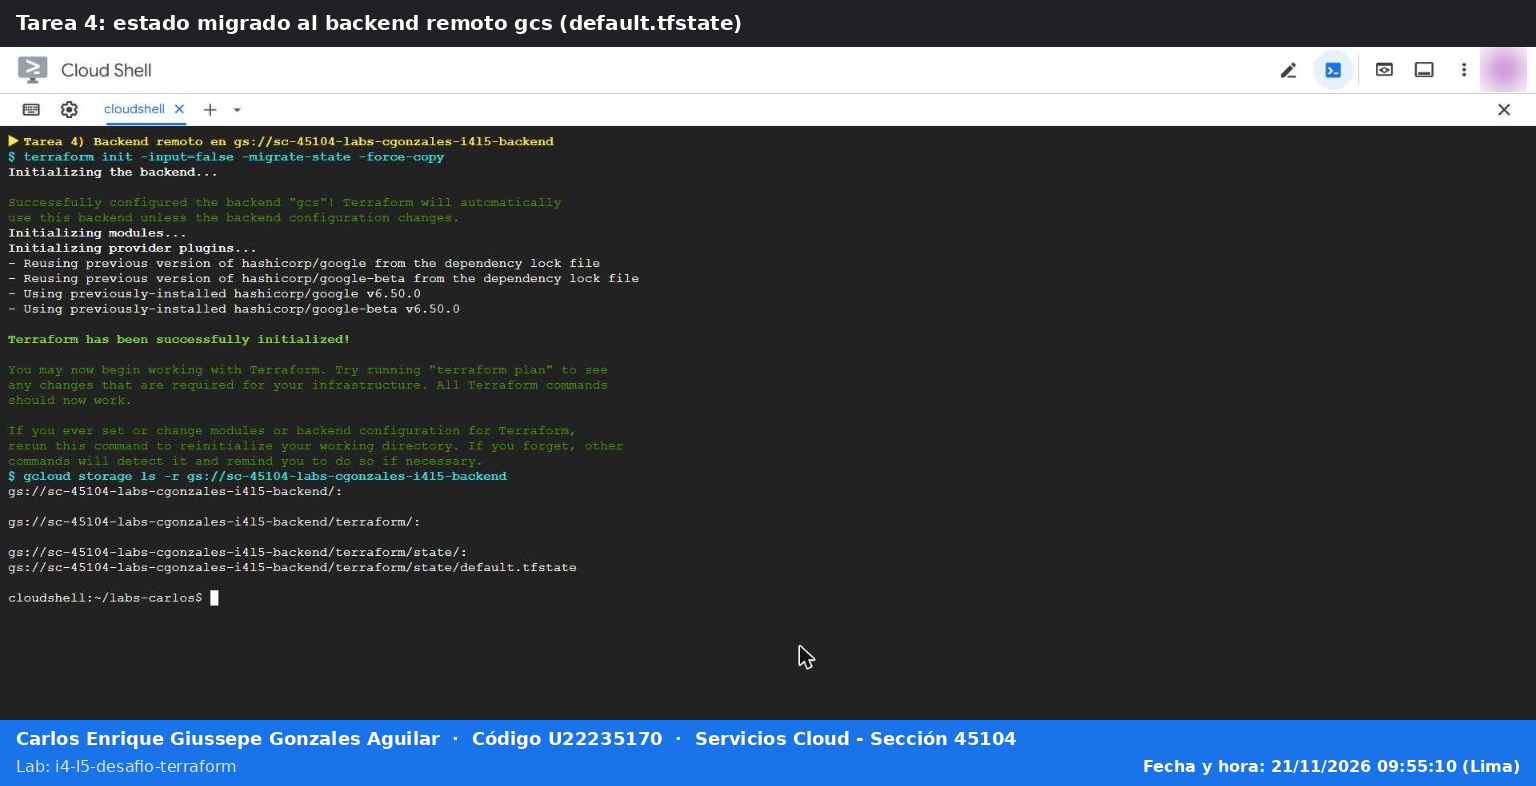 Tarea 4: estado migrado al backend remoto gcs (default.tfstate)
Cloud Shell
cloudshell
Tarea 4) Backend remoto en gs://sc-45104-labs-cgonzales-i4l5-backend
$ terraform init -input=false -migrate-state -force-copy
Initializing the backend...
Successfully configured the backend "gcs"! Terraform will automatically
use this backend unless the backend configuration changes.
Initializing modules...
Initializing provider plugins...
- Reusing previous version of hashicorp/google from the dependency lock file
- Reusing previous version of hashicorp/google-beta from the dependency lock file
- Using previously-installed hashicorp/google v6.50.0
- Using previously-installed hashicorp/google-beta v6.50.0
Terraform has been successfully initialized!
You may now begin working with Terraform. Try running "terraform plan" to see
any changes that are required for your infrastructure. All Terraform commands
should now work.
If you ever set or change modules or backend configuration for Terraform,
rerun this command to reinitialize your working directory. If you forget, other
commands will detect it and remind you to do so if necessary.
$ gcloud storage ls -r gs://sc-45104-labs-cgonzales-i4l5-backend
gs://sc-45104-labs-cgonzales-i4l5-backend/:
gs://sc-45104-labs-cgonzales-i4l5-backend/terraform/:
gs://sc-45104-labs-cgonzales-i4l5-backend/terraform/state/:
gs://sc-45104-labs-cgonzales-i4l5-backend/terraform/state/default.tfstate
cloudshell:~/labs-carlos$
Carlos Enrique Giussepe Gonzales Aguilar · Código U22235170 · Servicios Cloud - Sección 45104
Lab: i4-l5-desafio-terraform
Fecha y hora: 21/11/2026 09:55:10 (Lima)